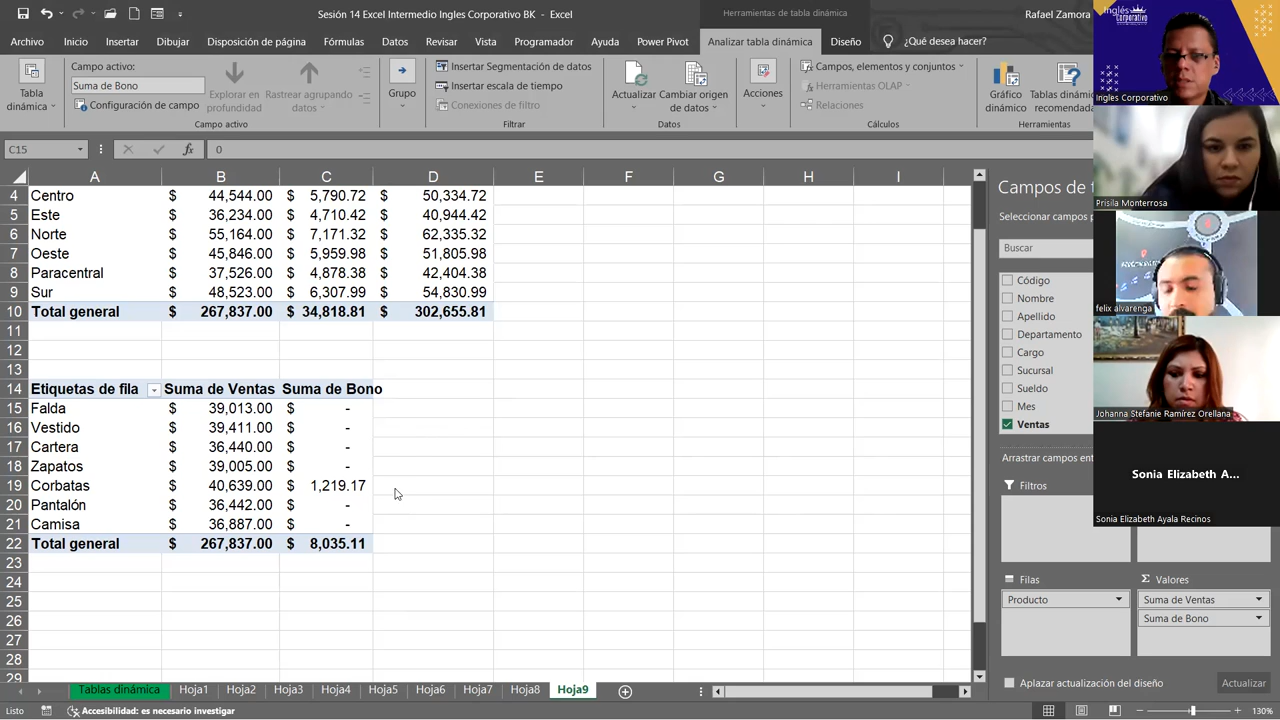 Sesión 14 Excel Intermedio Ingles Corporativo BK - Excel
Herramientas de tabla dinámica
Rafael Zamora
Archivo Inicio Insertar Dibujar Disposición de página Fórmulas Datos Revisar Vista Programador Ayuda Power Pivot Analizar tabla dinámica Diseño ¿Qué desea hacer?
Tabla dinámica
Campo activo:
Suma de Bono
Configuración de campo
Explorar en profundidad
Rastrear agrupando datos
Campo activo
Grupo
Insertar segmentación de datos
Insertar escala de tiempo
Conexiones de filtro
Filtrar
Actualizar
Cambiar origen de datos
Datos
Acciones
Campos, elementos y conjuntos
Herramientas OLAP
Relaciones
Cálculos
Gráfico dinámico
Tablas dinám
recomenda
Herramientas
C15 fx 0
A B C D E F G H I
4 Centro $ 44,544.00 $ 5,790.72 $ 50,334.72
5 Este $ 36,234.00 $ 4,710.42 $ 40,944.42
6 Norte $ 55,164.00 $ 7,171.32 $ 62,335.32
7 Oeste $ 45,846.00 $ 5,959.98 $ 51,805.98
8 Paracentral $ 37,526.00 $ 4,878.38 $ 42,404.38
9 Sur $ 48,523.00 $ 6,307.99 $ 54,830.99
10 Total general $ 267,837.00 $ 34,818.81 $ 302,655.81
11
12
13
14 Etiquetas de fila Suma de Ventas Suma de Bono
15 Falda $ 39,013.00 $ -
16 Vestido $ 39,411.00 $ -
17 Cartera $ 36,440.00 $ -
18 Zapatos $ 39,005.00 $ -
19 Corbatas $ 40,639.00 $ 1,219.17
20 Pantalón $ 36,442.00 $ -
21 Camisa $ 36,887.00 $ -
22 Total general $ 267,837.00 $ 8,035.11
23
24
25
26
27
28
29
Campos de t
Seleccionar campos p
Buscar
Código
Nombre
Apellido
Departamento
Cargo
Sucursal
Sueldo
Mes
Ventas
Arrastrar campos ent
Filtros
Filas
Valores
Producto
Suma de Ventas
Suma de Bono
Aplazar actualización del diseño
Actualizar
Inglés Corporativo
Ingles Corporativo
Prisila Monterrosa
felix alvarenga
Johanna Stefanie Ramírez Orellana
Sonia Elizabeth A...
Sonia Elizabeth Ayala Recinos
Tablas dinámica Hoja1 Hoja2 Hoja3 Hoja4 Hoja5 Hoja6 Hoja7 Hoja8 Hoja9
Listo
Accesibilidad: es necesario investigar
130%